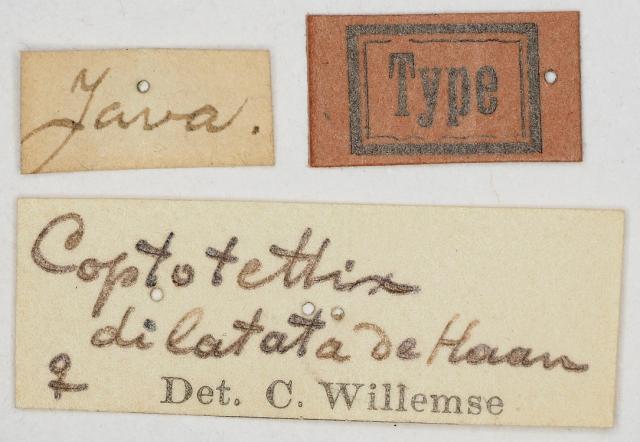 Java.
Type
Coptotettix
dilatata de Haan
♀
Det. C. Willemse